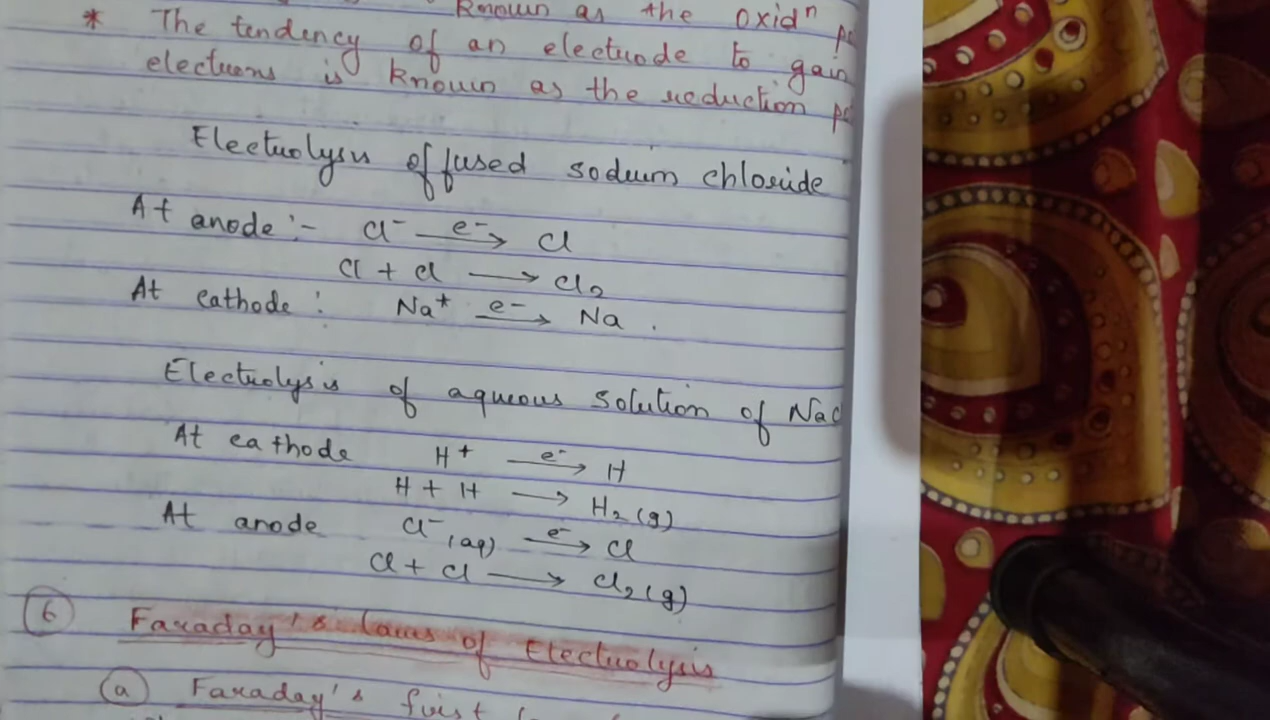 known as the oxidⁿ
* The tendency of an electrode to gain
electrons is known as the reduction
Electrolysis of fused sodium chloride
At anode :- Cl⁻ —e⁻→ Cl
Cl + Cl ⟶ Cl₂
At cathode : Na⁺ —e⁻→ Na .
Electrolysis of aqueous solution of NaCl
At cathode H⁺ —e⁻→ H
H + H ⟶ H₂ (g)
At anode Cl⁻ (aq) —e⁻→ Cl
Cl + Cl ⟶ Cl₂ (g)
6 Faraday's laws of Electrolysis
a Faraday's first